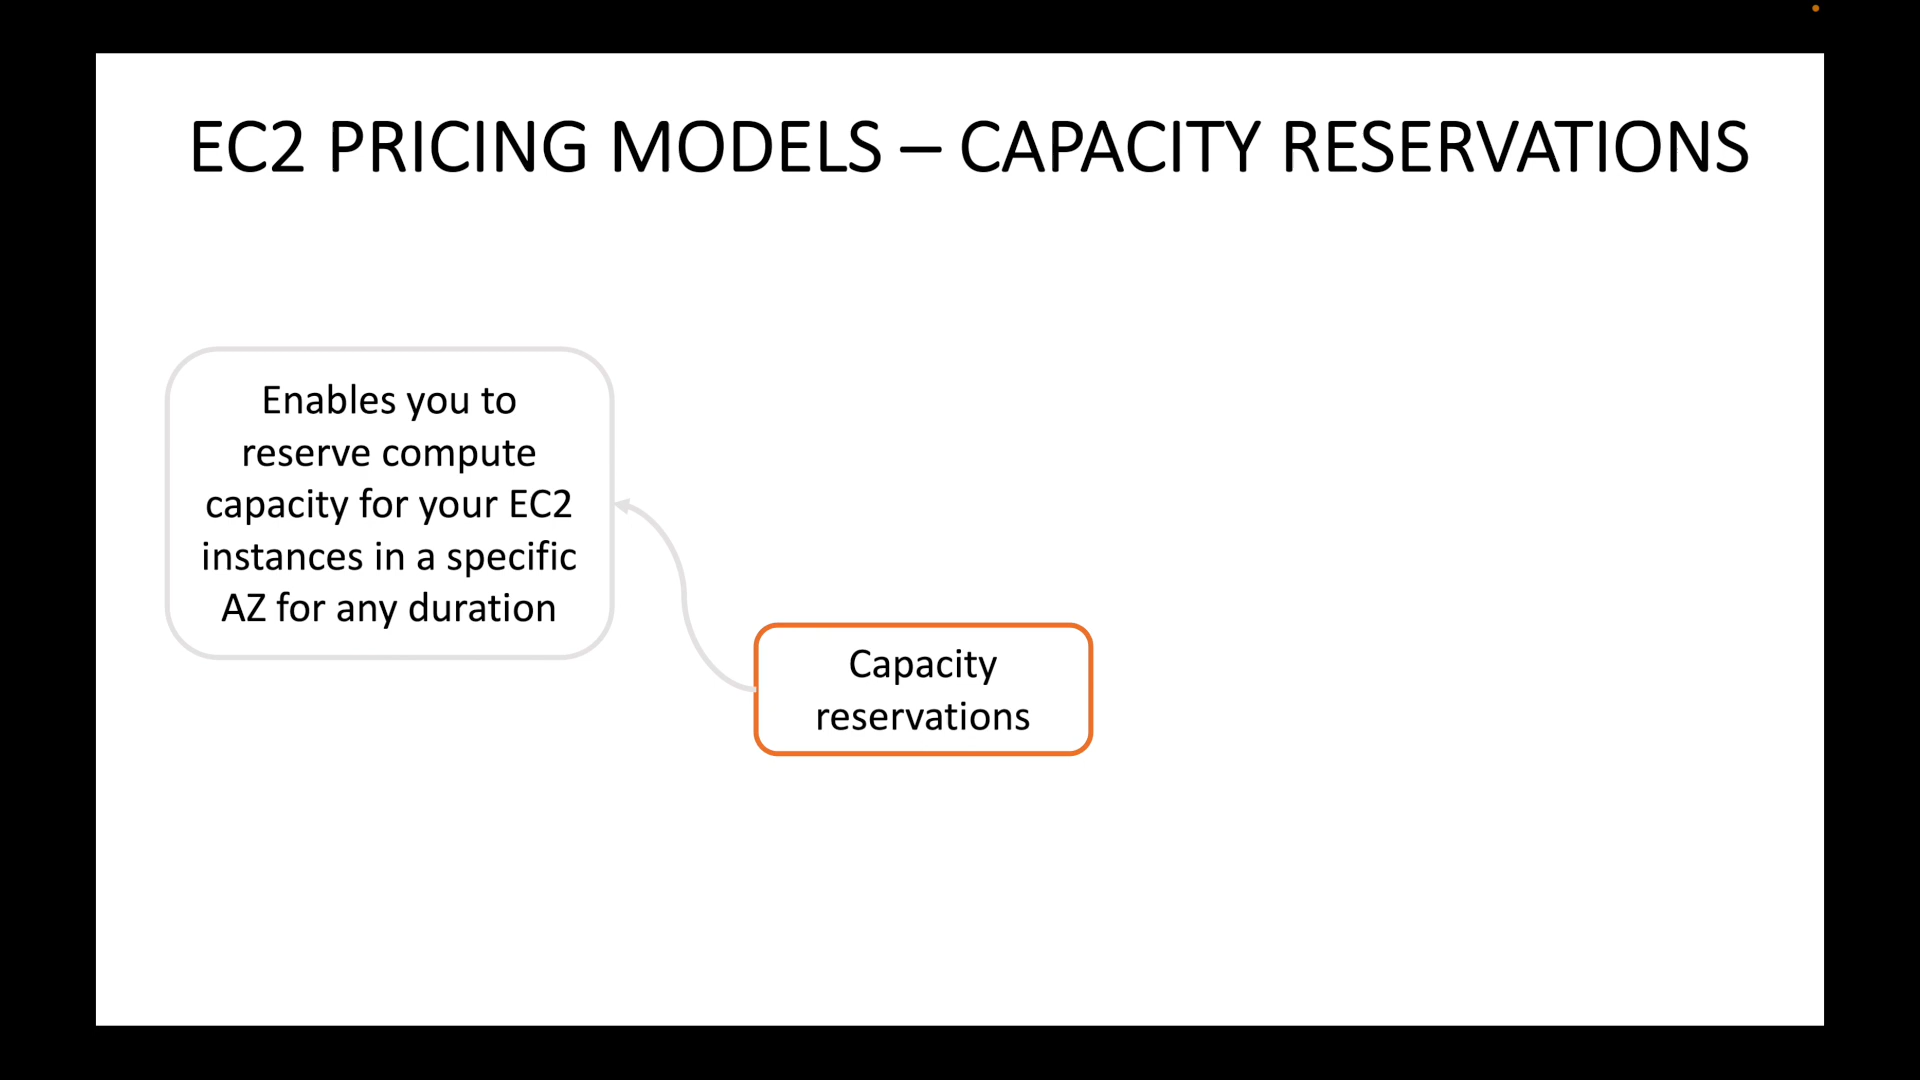 EC2 PRICING MODELS – CAPACITY RESERVATIONS
Enables you to
reserve compute
capacity for your EC2
instances in a specific
AZ for any duration
Capacity
reservations